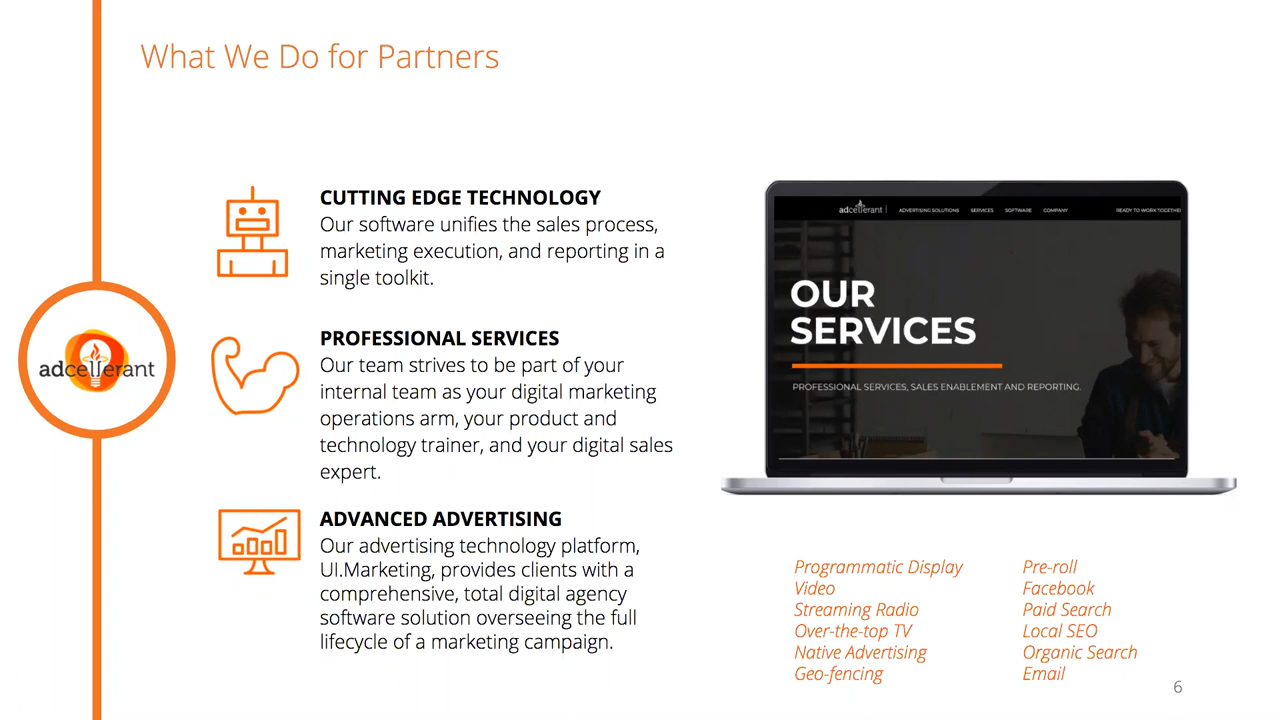 What We Do for Partners
CUTTING EDGE TECHNOLOGY
Our software unifies the sales process,
marketing execution, and reporting in a
single toolkit.
PROFESSIONAL SERVICES
Our team strives to be part of your
internal team as your digital marketing
operations arm, your product and
technology trainer, and your digital sales
expert.
ADVANCED ADVERTISING
Our advertising technology platform,
UI.Marketing, provides clients with a
comprehensive, total digital agency
software solution overseeing the full
lifecycle of a marketing campaign.
adcellerant
adcellerant ADVERTISING SOLUTIONS SERVICES SOFTWARE COMPANY READY TO WORK TOGETHER
OUR
SERVICES
PROFESSIONAL SERVICES, SALES ENABLEMENT AND REPORTING.
Programmatic Display
Video
Streaming Radio
Over-the-top TV
Native Advertising
Geo-fencing
Pre-roll
Facebook
Paid Search
Local SEO
Organic Search
Email
6